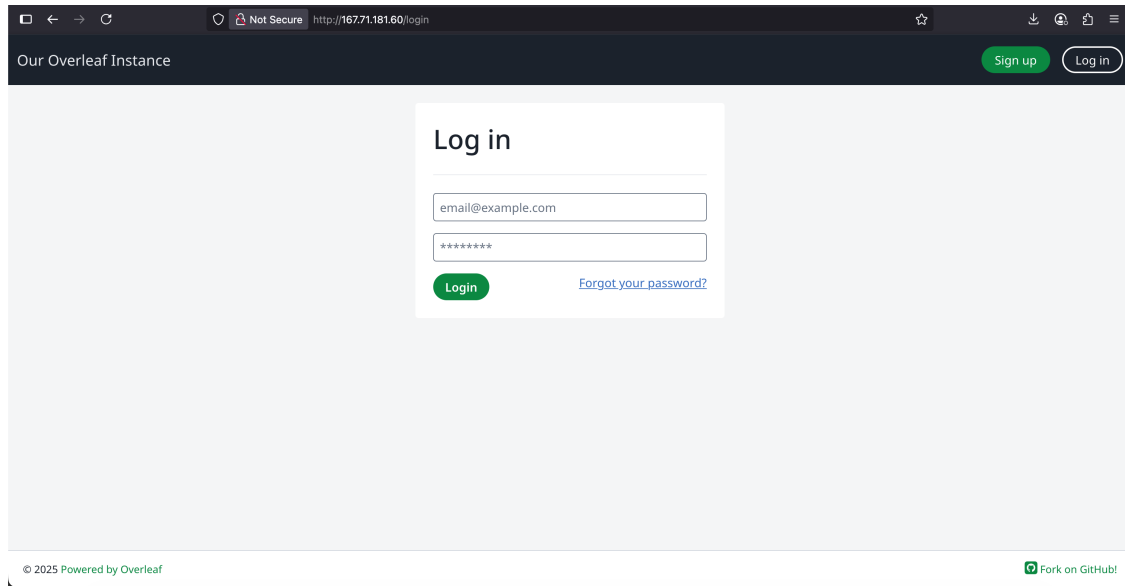 Not Secure http://167.71.181.60/login
Our Overleaf Instance
Sign up
Log in
Log in
email@example.com
********
Login
Forgot your password?
© 2025 Powered by Overleaf
Fork on GitHub!